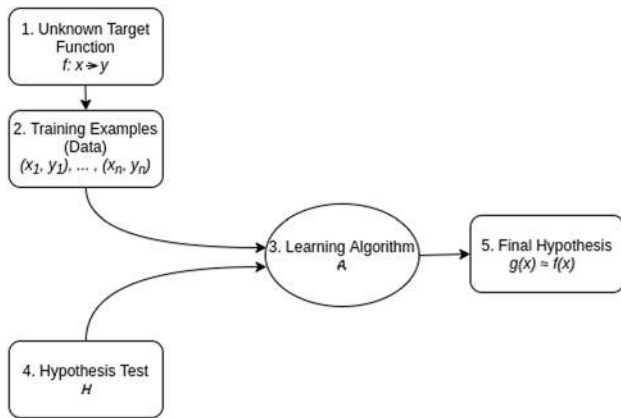 1. Unknown Target
Function
f: x → y
2. Training Examples
(Data)
(x₁, y₁), ... , (xₙ, yₙ)
3. Learning Algorithm
A
5. Final Hypothesis
g(x) ≈ f(x)
4. Hypothesis Test
H